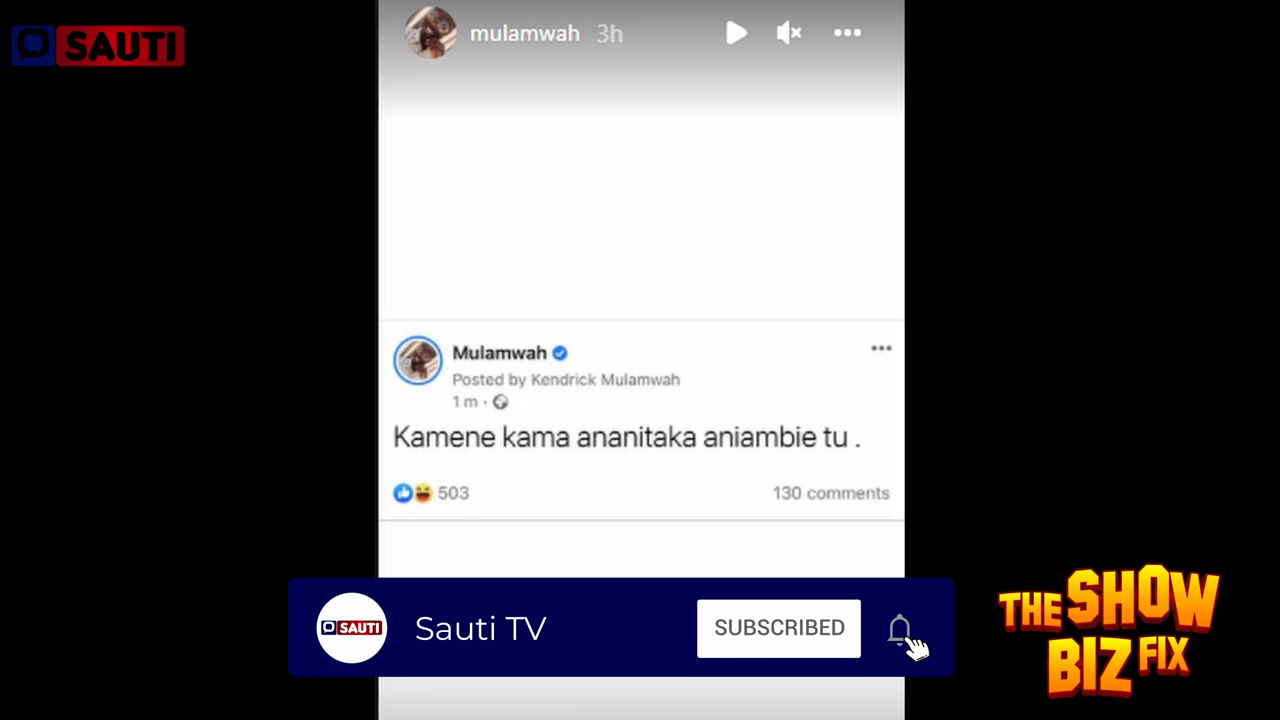 SAUTI
mulamwah 3h
Mulamwah
Posted by Kendrick Mulamwah
1 m ·
Kamene kama ananitaka aniambie tu .
503 130 comments
SAUTI
Sauti TV
SUBSCRIBED
THE SHOW
BIZ FIX